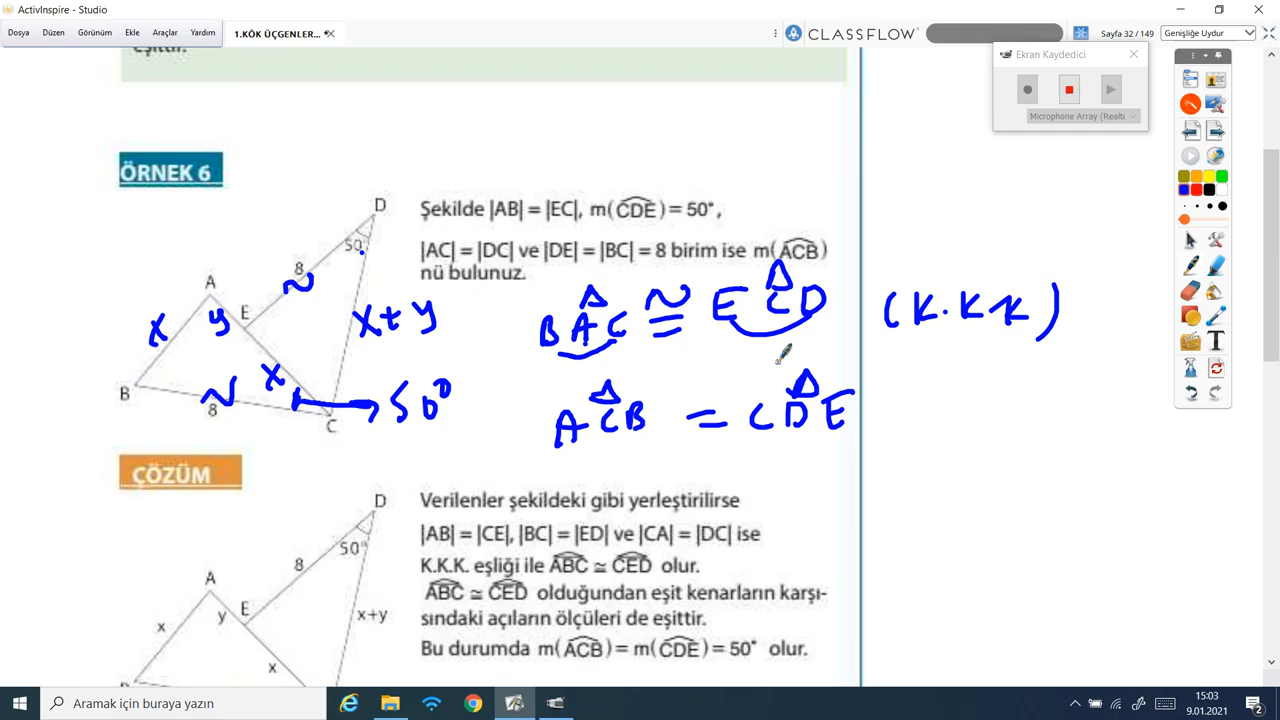 ActivInspire - Studio
Dosya Düzen Görünüm Ekle Araçlar Yardım
1.KÖK ÜÇGENLER...
CLASSFLOW
Sayfa 32 / 149
Genişliğe Uydur
Ekran Kaydedici
Microphone Array (Realt
Eşittir.
ÖRNEK 6
D
50°
8
A
E
y
x
x+y
B
x
8
C
50°
Şekilde |AB| = |EC|, m(CDE) = 50°,
|AC| = |DC| ve |DE| = |BC| = 8 birim ise m(ACB)
nü bulunuz.
BAC ≅ ECD (K.K.K)
ACB = CDE
ÇÖZÜM
D
50°
8
A
E
x
y
x+y
x
Verilenler şekildeki gibi yerleştirilirse
|AB| = |CE|, |BC| = |ED| ve |CA| = |DC| ise
K.K.K. eşliği ile ABC ≅ CED olur.
ABC ≅ CED olduğundan eşit kenarların karşı-
sındaki açıların ölçüleri de eşittir.
Bu durumda m(ACB) = m(CDE) = 50° olur.
Aramak için buraya yazın
15:03
9.01.2021
2